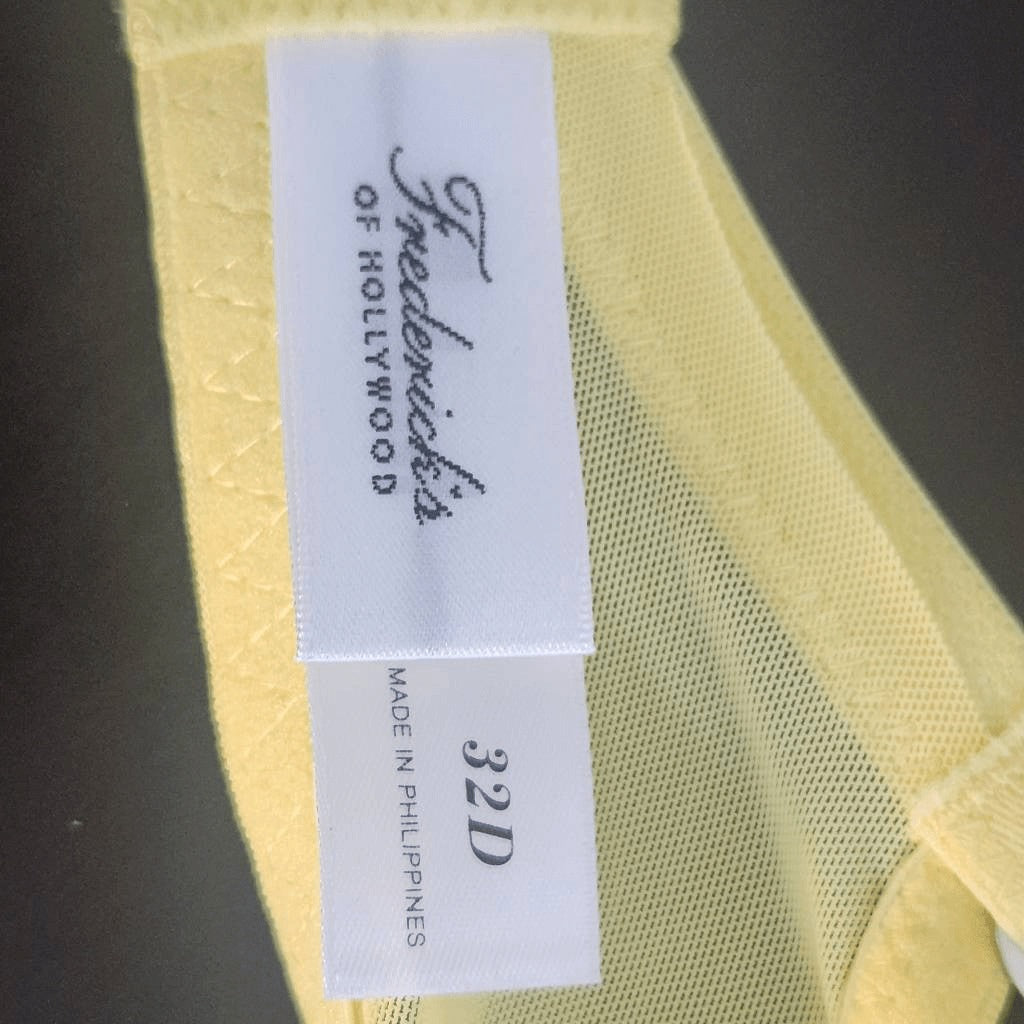 Frederick's
OF HOLLYWOOD
32D
MADE IN PHILIPPINES